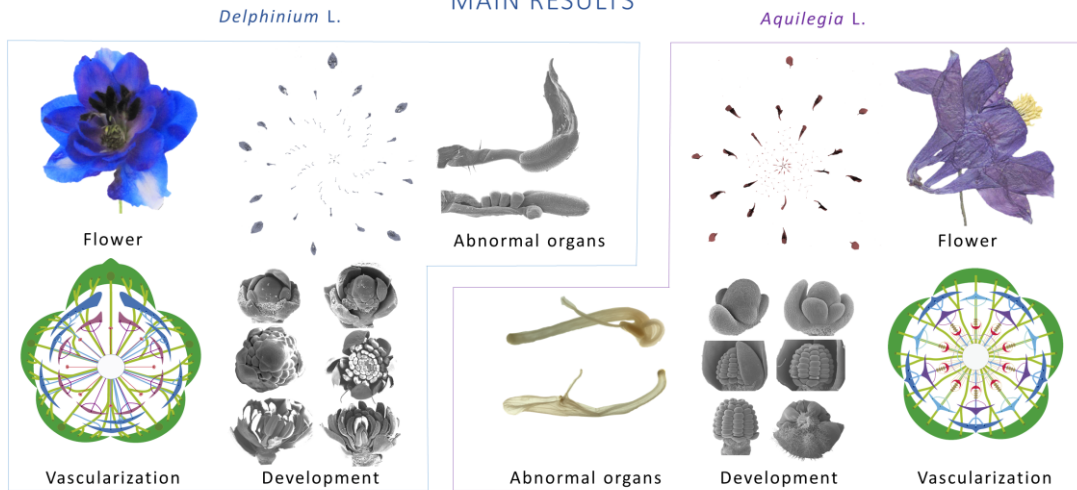 MAIN RESULTS
Delphinium L.
Aquilegia L.
Flower
Abnormal organs
Flower
Vascularization
Development
Abnormal organs
Development
Vascularization